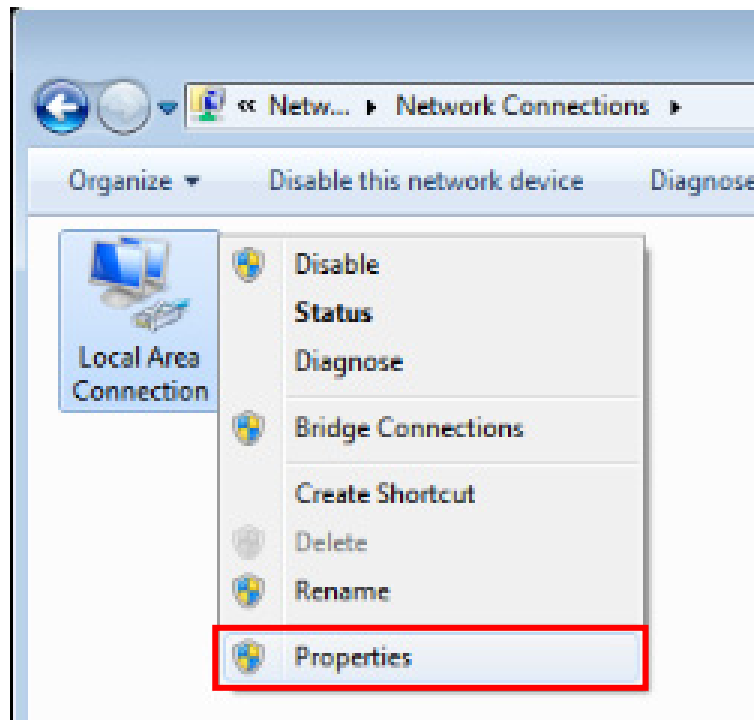 « Netw... ▸ Network Connections ▸
Organize ▾ Disable this network device Diagnose
Local Area
Connection
Disable
Status
Diagnose
Bridge Connections
Create Shortcut
Delete
Rename
Properties